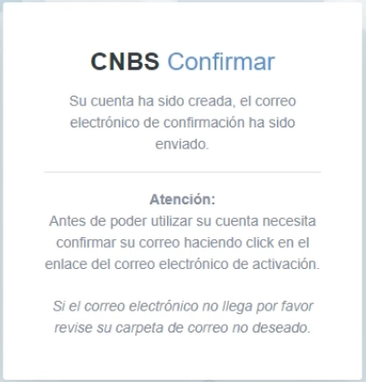 CNBS Confirmar
Su cuenta ha sido creada, el correo
electrónico de confirmación ha sido
enviado.
Atención:
Antes de poder utilizar su cuenta necesita
confirmar su correo haciendo click en el
enlace del correo electrónico de activación.
Si el correo electrónico no llega por favor
revise su carpeta de correo no deseado.